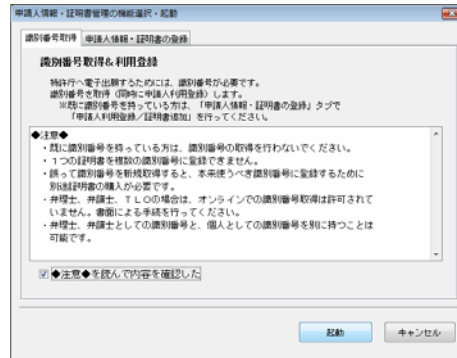 申請人情報・証明書管理の機能選択・起動
識別番号取得 申請人情報・証明書の登録
識別番号取得&利用登録
特許庁へ電子出願するためには、識別番号が必要です。
識別番号を取得（同時に申請人利用登録）します。
※既に識別番号を持っている方は、「申請人情報・証明書の登録」タブで
「申請人利用登録／証明書追加」を行ってください。
◆注意◆
・既に識別番号を持っている方は、識別番号の取得を行わないでください。
・１つの証明書を複数の識別番号に登録できません。
・誤って識別番号を新規取得すると、本来使うべき識別番号に登録するために
別途証明書の購入が必要です。
・弁理士、弁護士、ＴＬＯの場合は、オンラインでの識別番号取得は許可されて
いません。書面による手続を行ってください。
・弁理士、弁護士としての識別番号と、個人としての識別番号を別に持つことは
可能です。
◆注意◆を読んで内容を確認した
起動 キャンセル